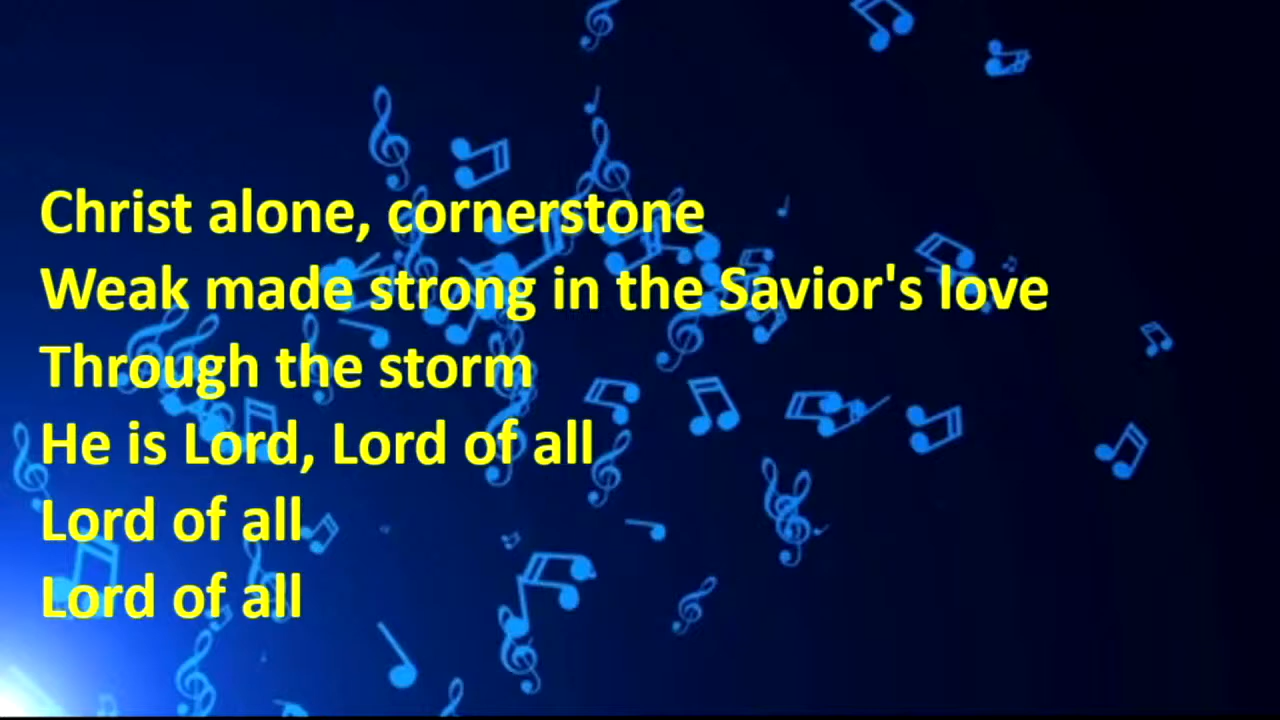 Christ alone, cornerstone
Weak made strong in the Savior's love
Through the storm
He is Lord, Lord of all
Lord of all
Lord of all